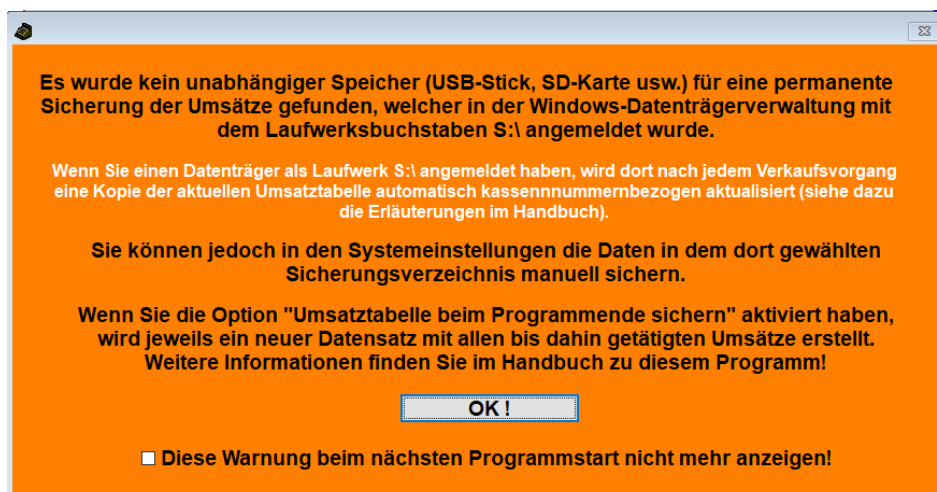 Es wurde kein unabhängiger Speicher (USB-Stick, SD-Karte usw.) für eine permanente
Sicherung der Umsätze gefunden, welcher in der Windows-Datenträgerverwaltung mit
dem Laufwerksbuchstaben S:\ angemeldet wurde.
Wenn Sie einen Datenträger als Laufwerk S:\ angemeldet haben, wird dort nach jedem Verkaufsvorgang
eine Kopie der aktuellen Umsatztabelle automatisch kassennnummernbezogen aktualisiert (siehe dazu
die Erläuterungen im Handbuch).
Sie können jedoch in den Systemeinstellungen die Daten in dem dort gewählten
Sicherungsverzeichnis manuell sichern.
Wenn Sie die Option "Umsatztabelle beim Programmende sichern" aktiviert haben,
wird jeweils ein neuer Datensatz mit allen bis dahin getätigten Umsätze erstellt.
Weitere Informationen finden Sie im Handbuch zu diesem Programm!
OK !
Diese Warnung beim nächsten Programmstart nicht mehr anzeigen!